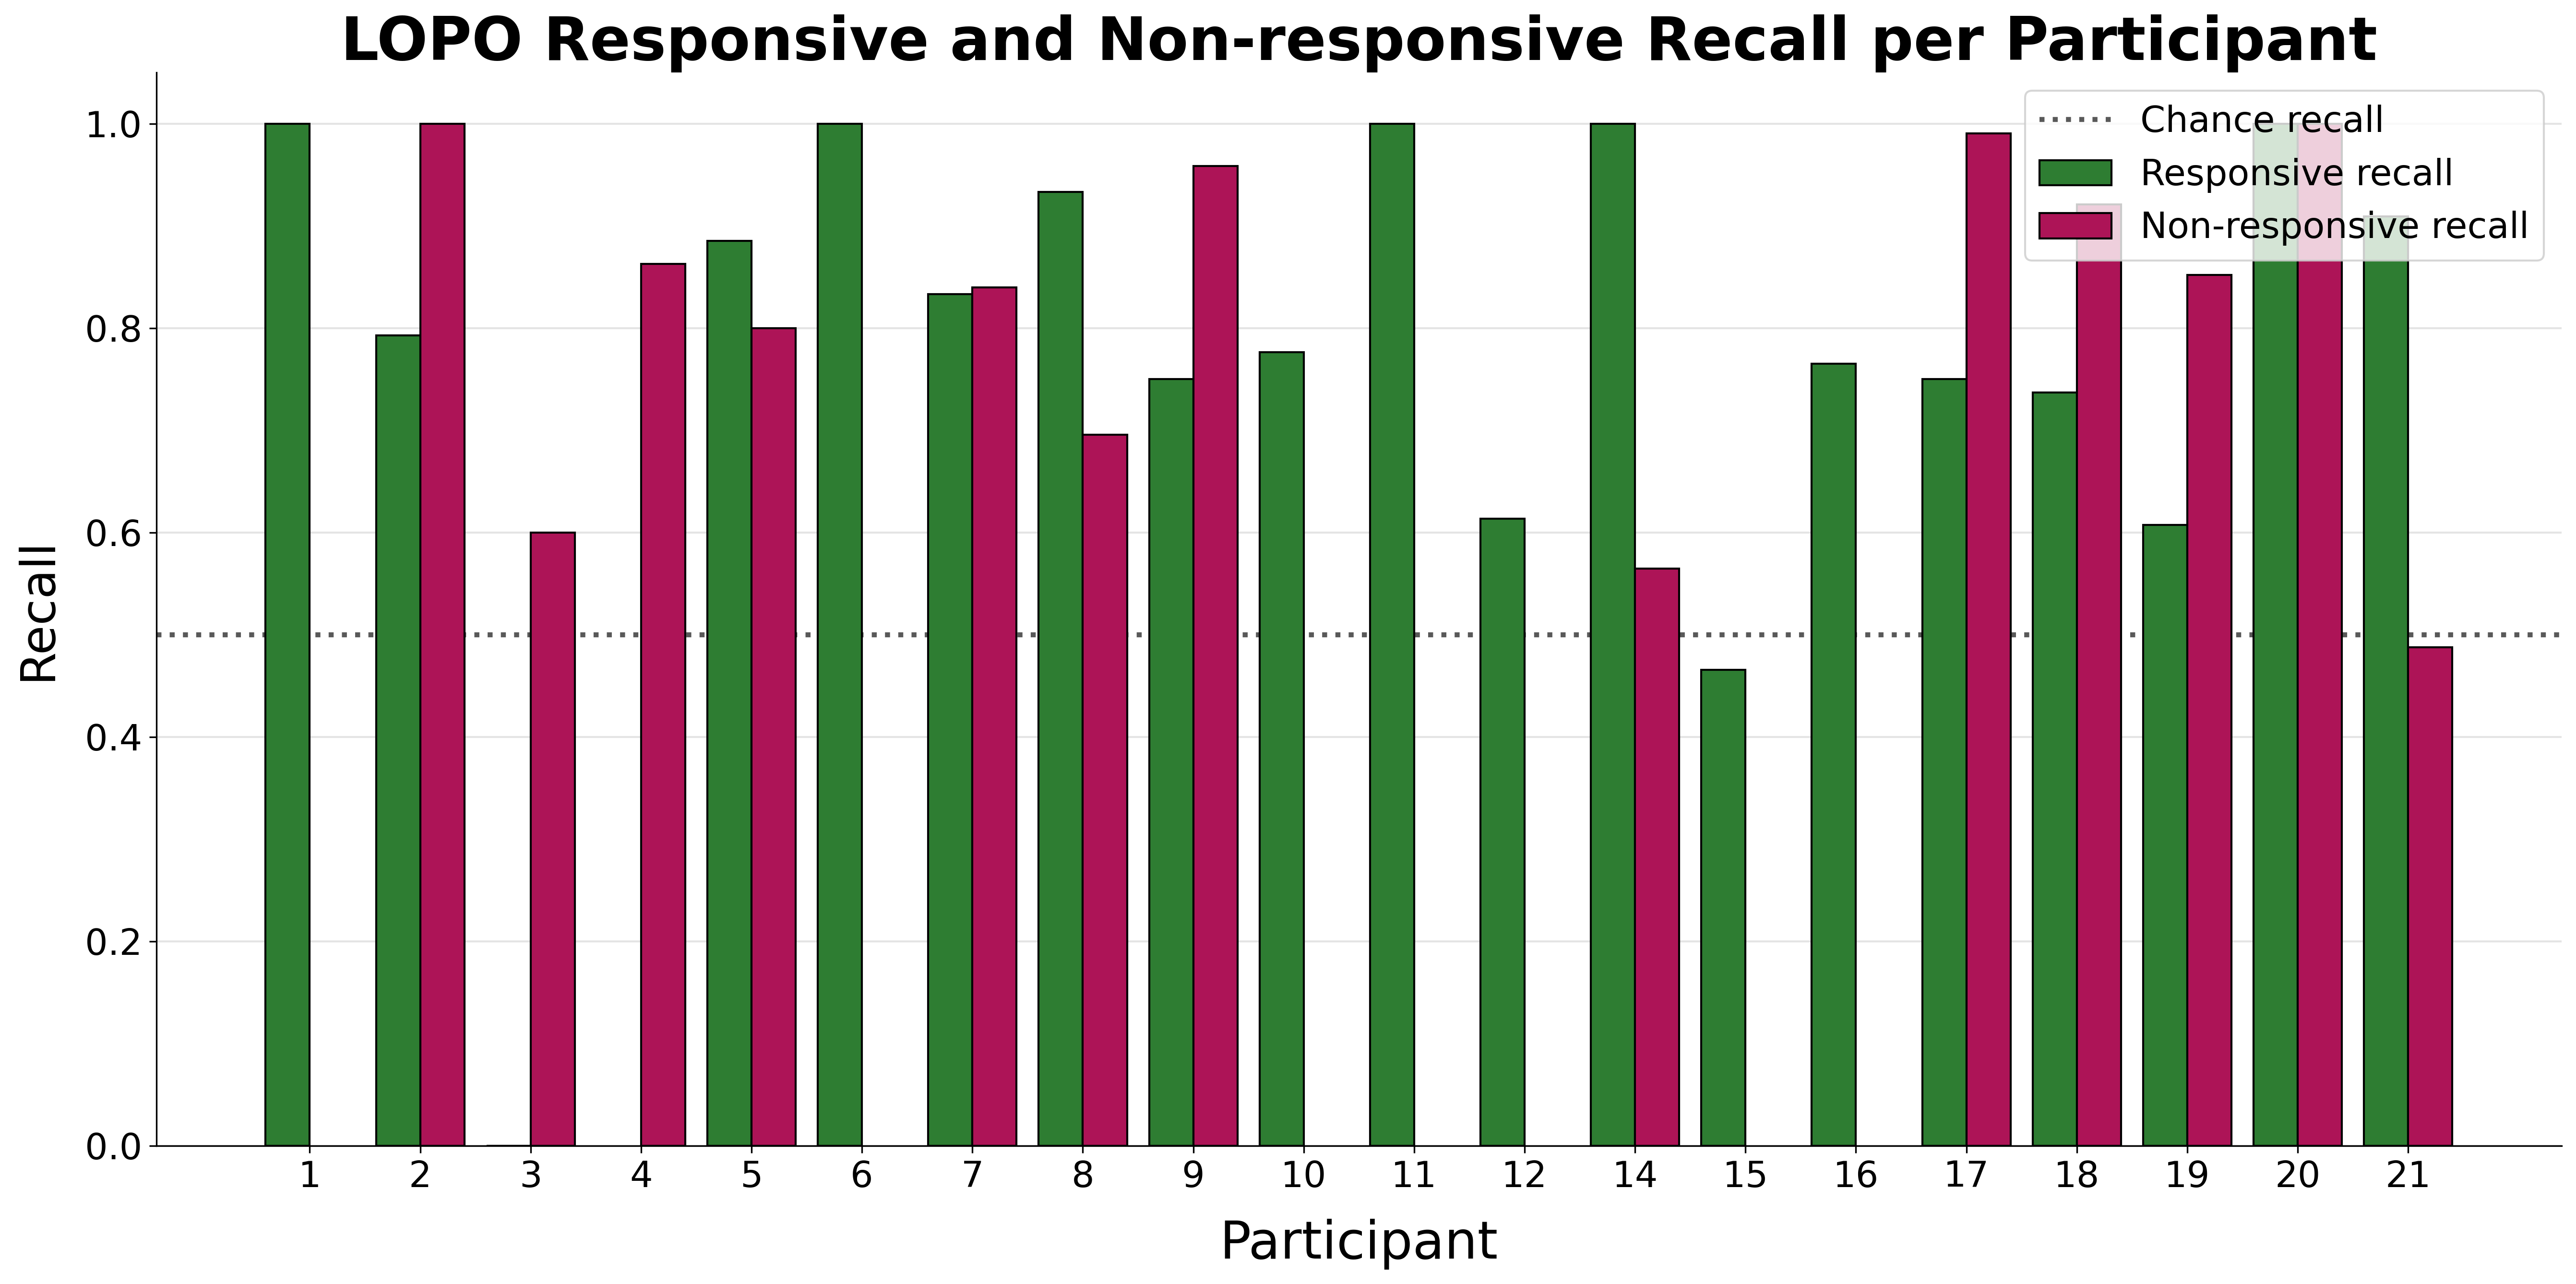 LOPO Responsive and Non-responsive Recall per Participant
Chance recall
Responsive recall
Non-responsive recall
1.0
0.8
0.6
0.4
0.2
0.0
Recall
1 2 3 4 5 6 7 8 9 10 11 12 14 15 16 17 18 19 20 21
Participant